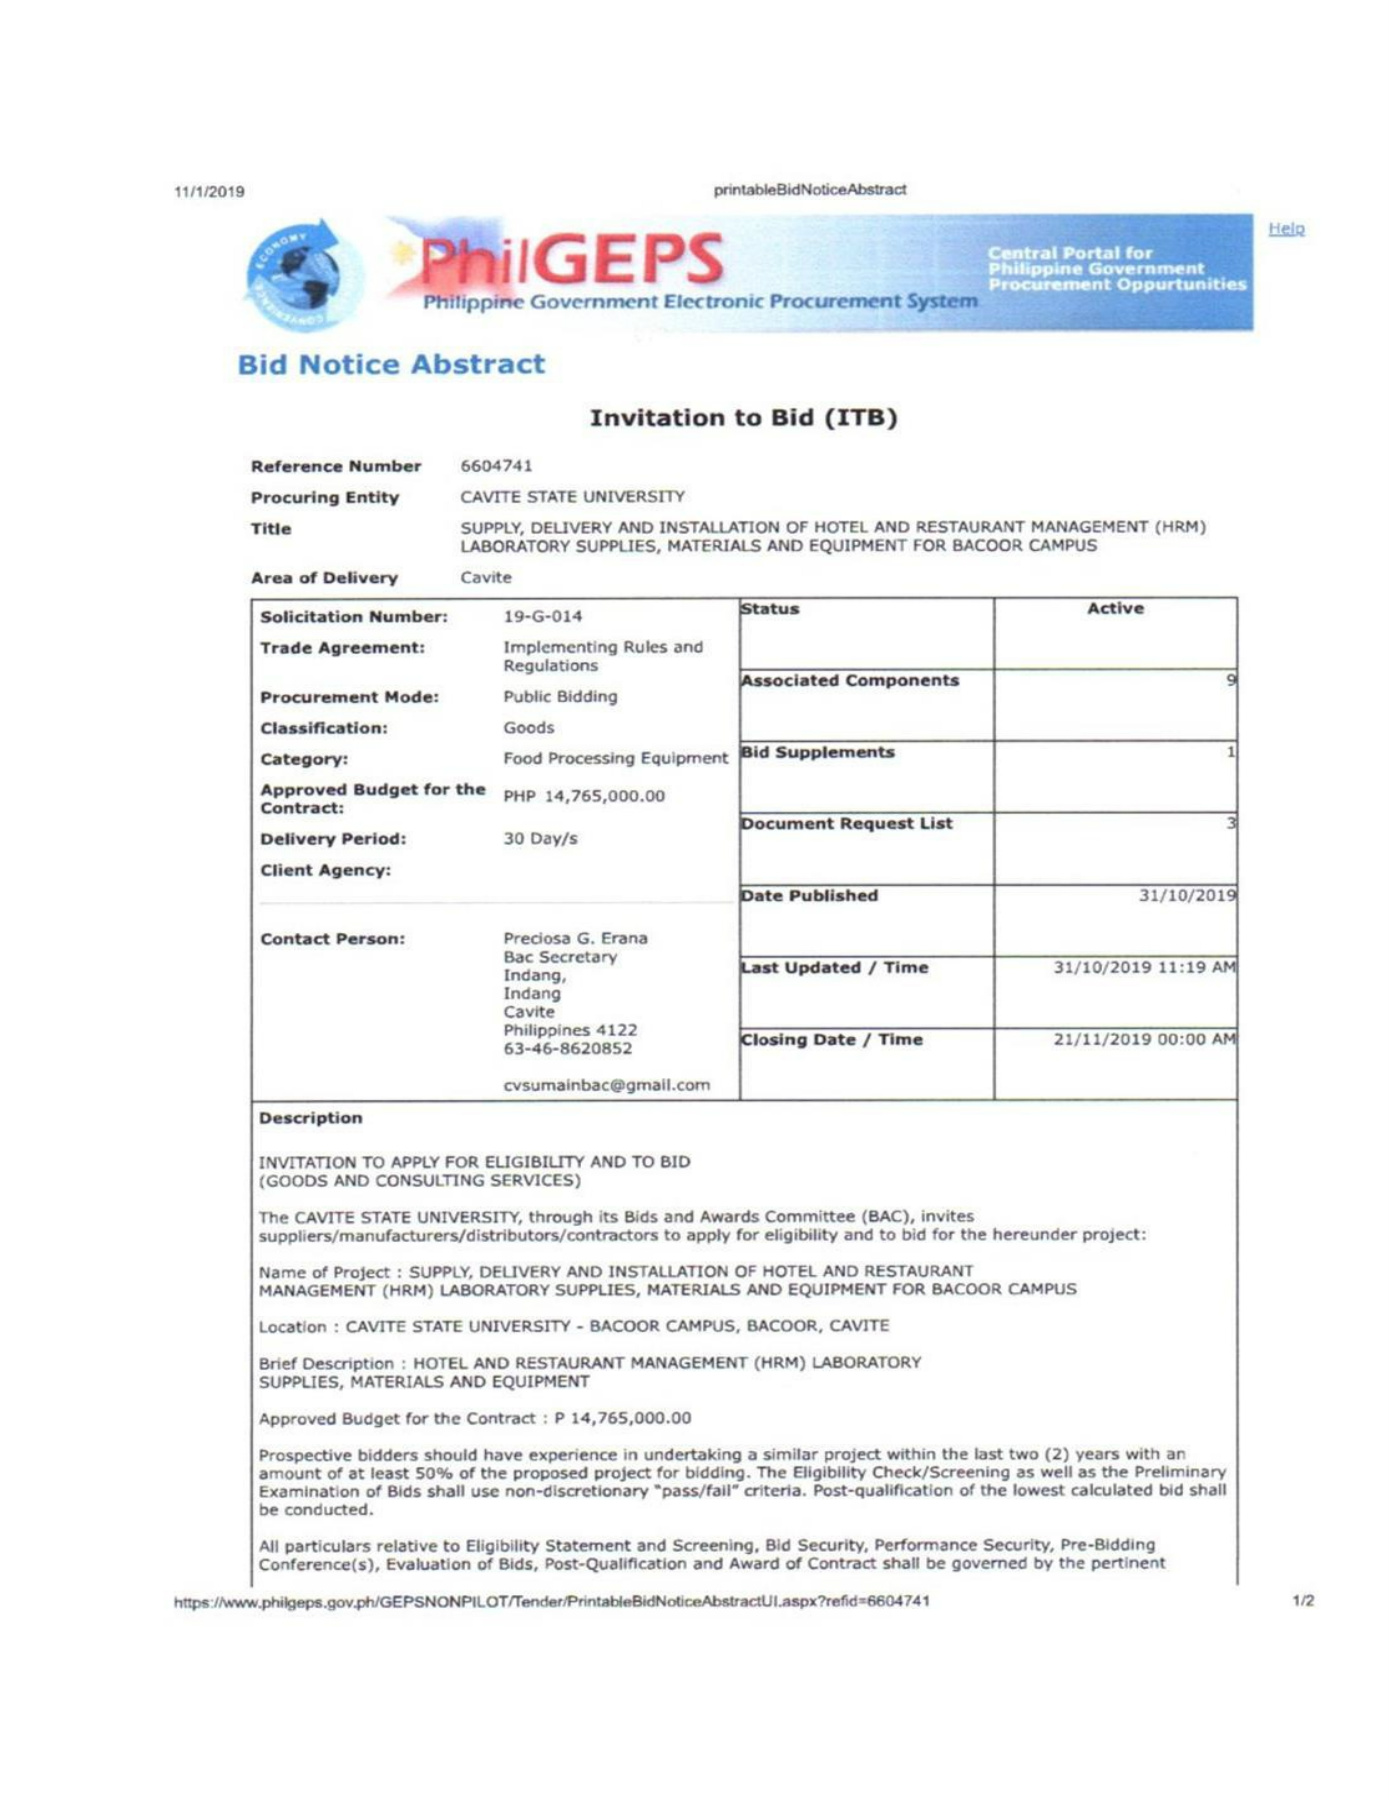 11/1/2019
printableBidNoticeAbstract
Help
ECONOMY
PhilGEPS
Philippine Government Electronic Procurement System
Central Portal for
Philippine Government
Procurement Oppurtunities
Bid Notice Abstract
Invitation to Bid (ITB)
Reference Number 6604741
Procuring Entity CAVITE STATE UNIVERSITY
Title SUPPLY, DELIVERY AND INSTALLATION OF HOTEL AND RESTAURANT MANAGEMENT (HRM)
LABORATORY SUPPLIES, MATERIALS AND EQUIPMENT FOR BACOOR CAMPUS
Area of Delivery Cavite
Solicitation Number: 19-G-014
Trade Agreement: Implementing Rules and
Regulations
Procurement Mode: Public Bidding
Classification: Goods
Category: Food Processing Equipment
Approved Budget for the
Contract: PHP 14,765,000.00
Delivery Period: 30 Day/s
Client Agency:
Contact Person: Preciosa G. Erana
Bac Secretary
Indang,
Indang
Cavite
Philippines 4122
63-46-8620852
cvsumainbac@gmail.com
Status Active
Associated Components 9
Bid Supplements 1
Document Request List 3
Date Published 31/10/2019
Last Updated / Time 31/10/2019 11:19 AM
Closing Date / Time 21/11/2019 00:00 AM
Description
INVITATION TO APPLY FOR ELIGIBILITY AND TO BID
(GOODS AND CONSULTING SERVICES)
The CAVITE STATE UNIVERSITY, through its Bids and Awards Committee (BAC), invites
suppliers/manufacturers/distributors/contractors to apply for eligibility and to bid for the hereunder project:
Name of Project : SUPPLY, DELIVERY AND INSTALLATION OF HOTEL AND RESTAURANT
MANAGEMENT (HRM) LABORATORY SUPPLIES, MATERIALS AND EQUIPMENT FOR BACOOR CAMPUS
Location : CAVITE STATE UNIVERSITY - BACOOR CAMPUS, BACOOR, CAVITE
Brief Description : HOTEL AND RESTAURANT MANAGEMENT (HRM) LABORATORY
SUPPLIES, MATERIALS AND EQUIPMENT
Approved Budget for the Contract : P 14,765,000.00
Prospective bidders should have experience in undertaking a similar project within the last two (2) years with an
amount of at least 50% of the proposed project for bidding. The Eligibility Check/Screening as well as the Preliminary
Examination of Bids shall use non-discretionary "pass/fail" criteria. Post-qualification of the lowest calculated bid shall
be conducted.
All particulars relative to Eligibility Statement and Screening, Bid Security, Performance Security, Pre-Bidding
Conference(s), Evaluation of Bids, Post-Qualification and Award of Contract shall be governed by the pertinent
https://www.philgeps.gov.ph/GEPSNONPILOT/Tender/PrintableBidNoticeAbstractUI.aspx?refid=6604741
1/2